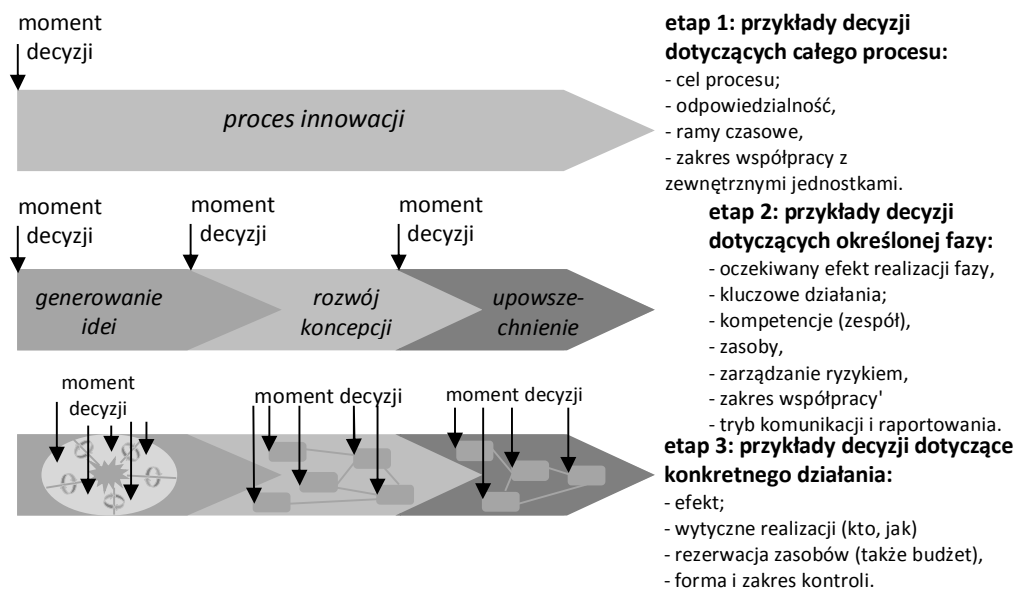 moment
decyzji
proces innowacji
etap 1: przykłady decyzji
dotyczących całego procesu:
- cel procesu;
- odpowiedzialność,
- ramy czasowe,
- zakres współpracy z
zewnętrznymi jednostkami.
moment
decyzji
moment
decyzji
moment
decyzji
generowanie
idei
rozwój
koncepcji
upowsze-
chnienie
etap 2: przykłady decyzji
dotyczących określonej fazy:
- oczekiwany efekt realizacji fazy,
- kluczowe działania;
- kompetencje (zespół),
- zasoby,
- zarządzanie ryzykiem,
- zakres współpracy'
- tryb komunikacji i raportowania.
moment
decyzji
moment decyzji
moment decyzji
etap 3: przykłady decyzji dotyczące
konkretnego działania:
- efekt;
- wytyczne realizacji (kto, jak)
- rezerwacja zasobów (także budżet),
- forma i zakres kontroli.